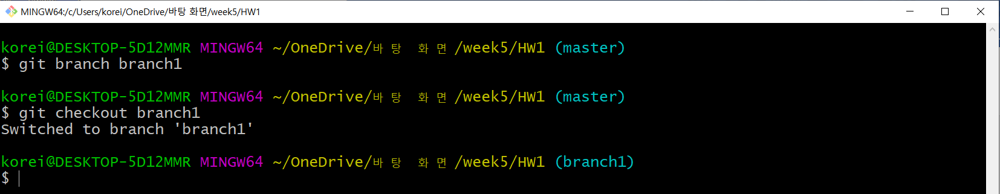 MINGW64:/c/Users/korei/OneDrive/바탕 화면/week5/HW1
korei@DESKTOP-5D12MMR MINGW64 ~/OneDrive/바탕 화면/week5/HW1 (master)
$ git branch branch1
korei@DESKTOP-5D12MMR MINGW64 ~/OneDrive/바탕 화면/week5/HW1 (master)
$ git checkout branch1
Switched to branch 'branch1'
korei@DESKTOP-5D12MMR MINGW64 ~/OneDrive/바탕 화면/week5/HW1 (branch1)
$